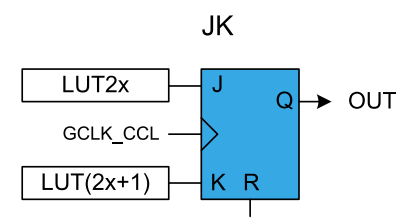 JK
LUT2x
J
Q
OUT
GCLK_CCL
LUT(2x+1)
K
R